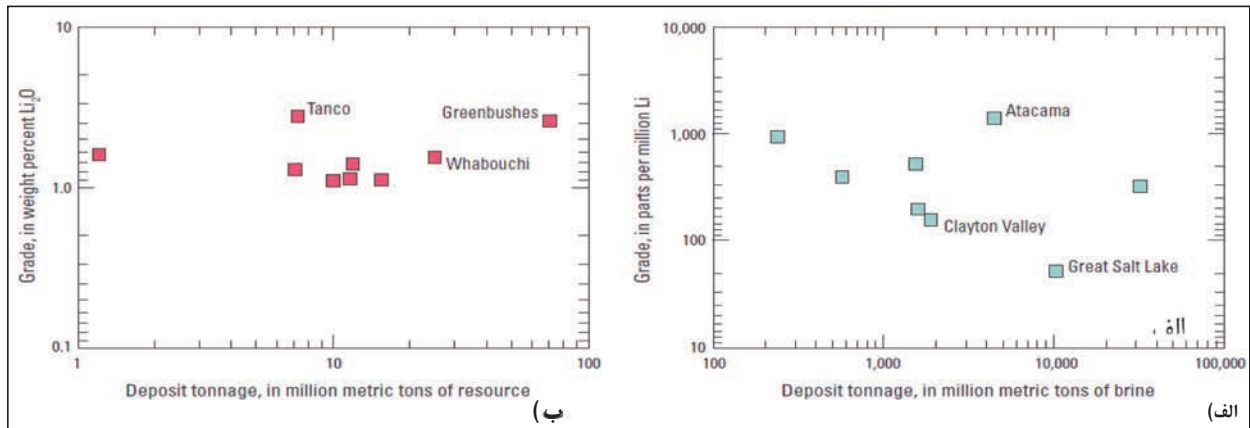 10
1.0
0.1
Grade, in weight percent Li₂O
Tanco
Greenbushes
Whabouchi
1
10
100
Deposit tonnage, in million metric tons of resource
ب)
10,000
1,000
100
10
Grade, in parts per million Li
Atacama
Clayton Valley
Great Salt Lake
100
1,000
10,000
100,000
Deposit tonnage, in million metric tons of brine
الف)